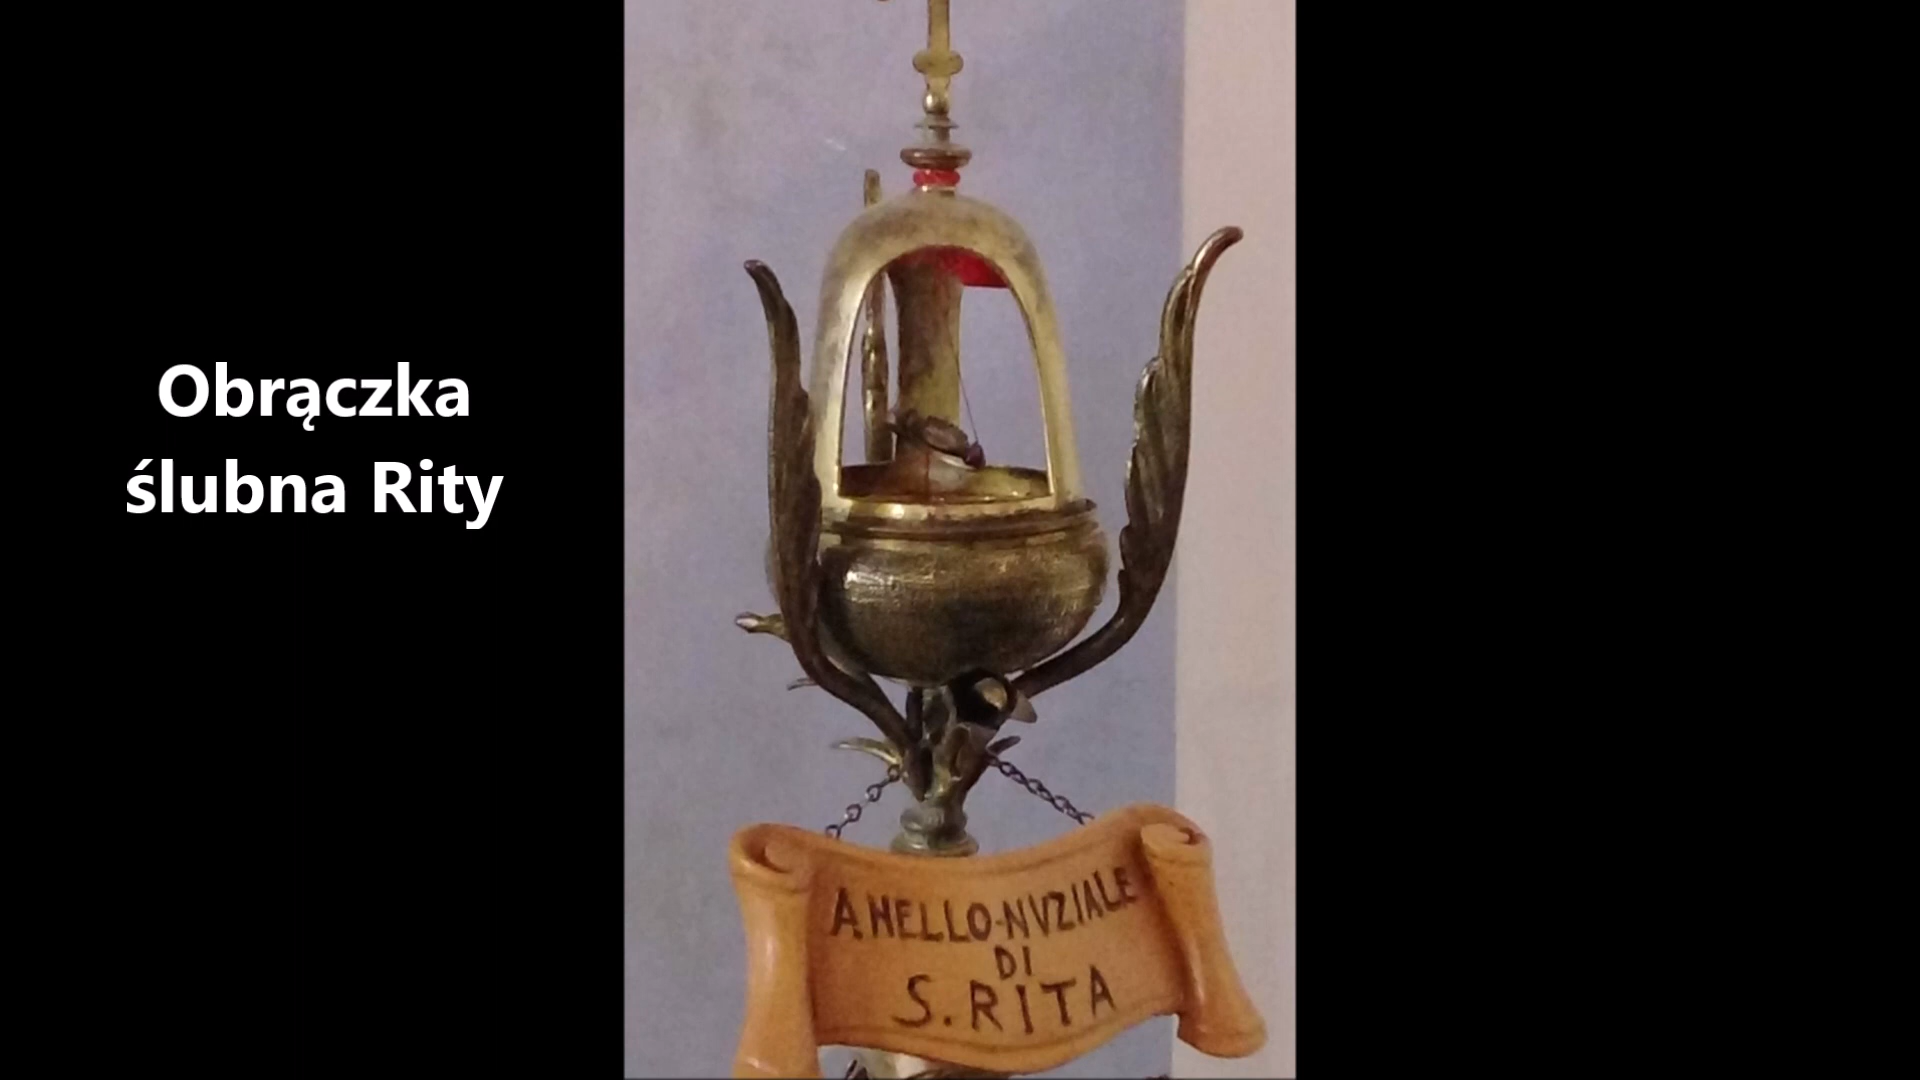 Obrączka
ślubna Rity
ANELLO-NVZIALE
DI
S. RITA